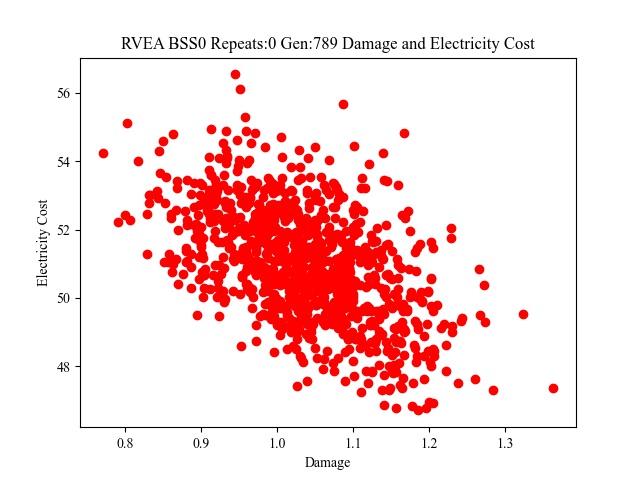 RVEA BSS0 Repeats:0 Gen:789 Damage and Electricity Cost
56
54
52
50
48
Electricity Cost
0.8 0.9 1.0 1.1 1.2 1.3
Damage